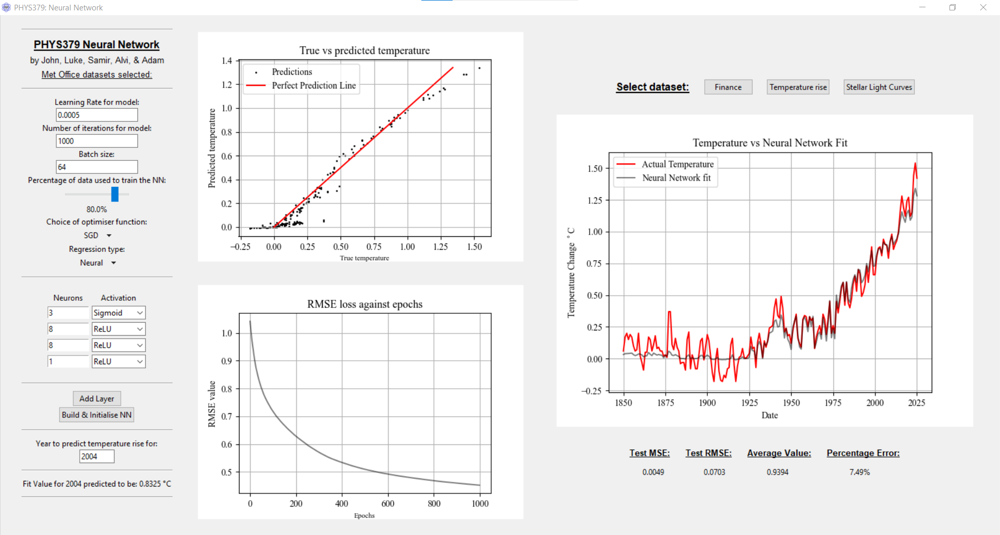 PHYS379: Neural Network
PHYS379 Neural Network
by John, Luke, Samir, Alvi, & Adam
Met Office datasets selected:
Learning Rate for model:
0.0005
Number of iterations for model:
1000
Batch size:
64
Percentage of data used to train the NN:
80.0%
Choice of optimiser function:
SGD
Regression type:
Neural
Neurons Activation
3 Sigmoid
8 ReLU
8 ReLU
1 ReLU
Add Layer
Build & Initialise NN
Year to predict temperature rise for:
2004
Fit Value for 2004 predicted to be: 0.8325 °C
True vs predicted temperature
Predictions
Perfect Prediction Line
Predicted temperature
1.4
1.2
1.0
0.8
0.6
0.4
0.2
0.0
−0.25 0.00 0.25 0.50 0.75 1.00 1.25 1.50
True temperature
RMSE loss against epochs
RMSE value
1.0
0.9
0.8
0.7
0.6
0.5
0 200 400 600 800 1000
Epochs
Select dataset: Finance Temperature rise Stellar Light Curves
Temperature vs Neural Network Fit
Actual Temperature
Neural Network fit
Temperature Change °C
1.50
1.25
1.00
0.75
0.50
0.25
0.00
−0.25
1850 1875 1900 1925 1950 1975 2000 2025
Date
Test MSE: Test RMSE: Average Value: Percentage Error:
0.0049 0.0703 0.9394 7.49%